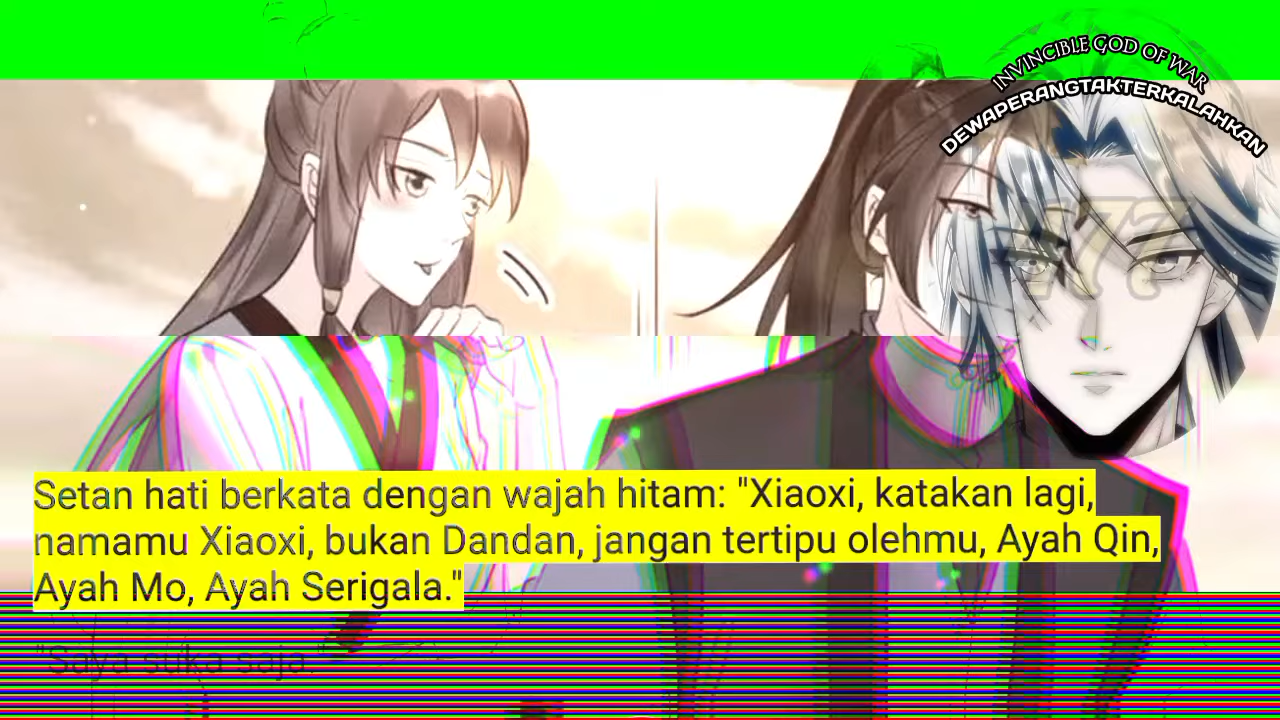 INVINCIBLE GOD OF WAR
DEWAPERANGTAKTERKALAHKAN
477
Setan hati berkata dengan wajah hitam: "Xiaoxi, katakan lagi,
namamu Xiaoxi, bukan Dandan, jangan tertipu olehmu, Ayah Qin,
Ayah Mo, Ayah Serigala."
"Saya suka saja."